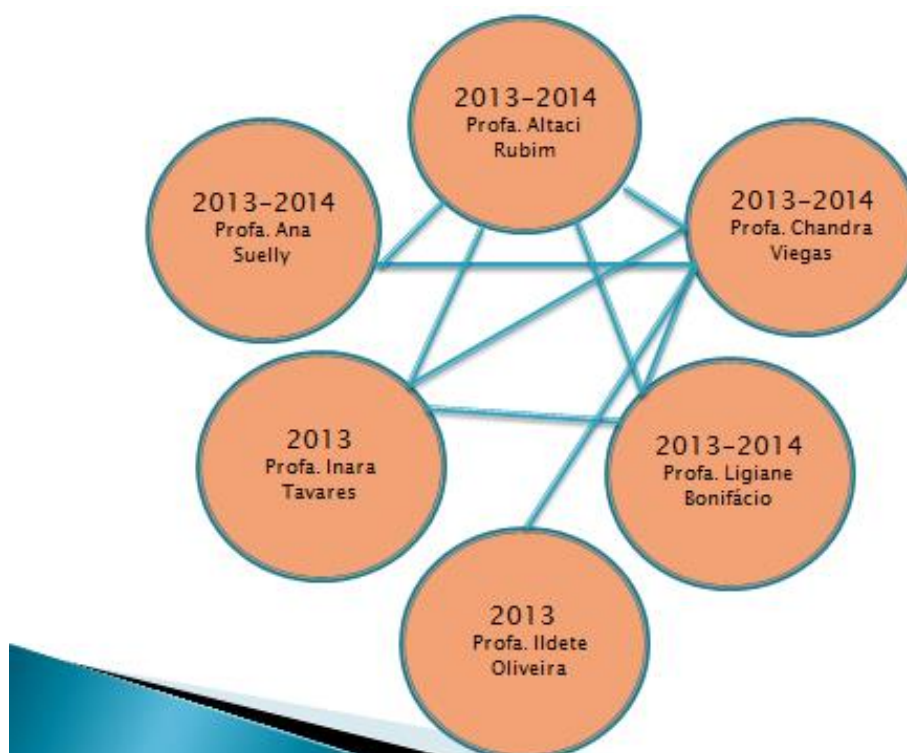 2013-2014
Profa. Altaci
Rubim
2013-2014
Profa. Ana
Suelly
2013-2014
Profa. Chandra
Viegas
2013
Profa. Inara
Tavares
2013-2014
Profa. Ligiane
Bonifácio
2013
Profa. Ildete
Oliveira